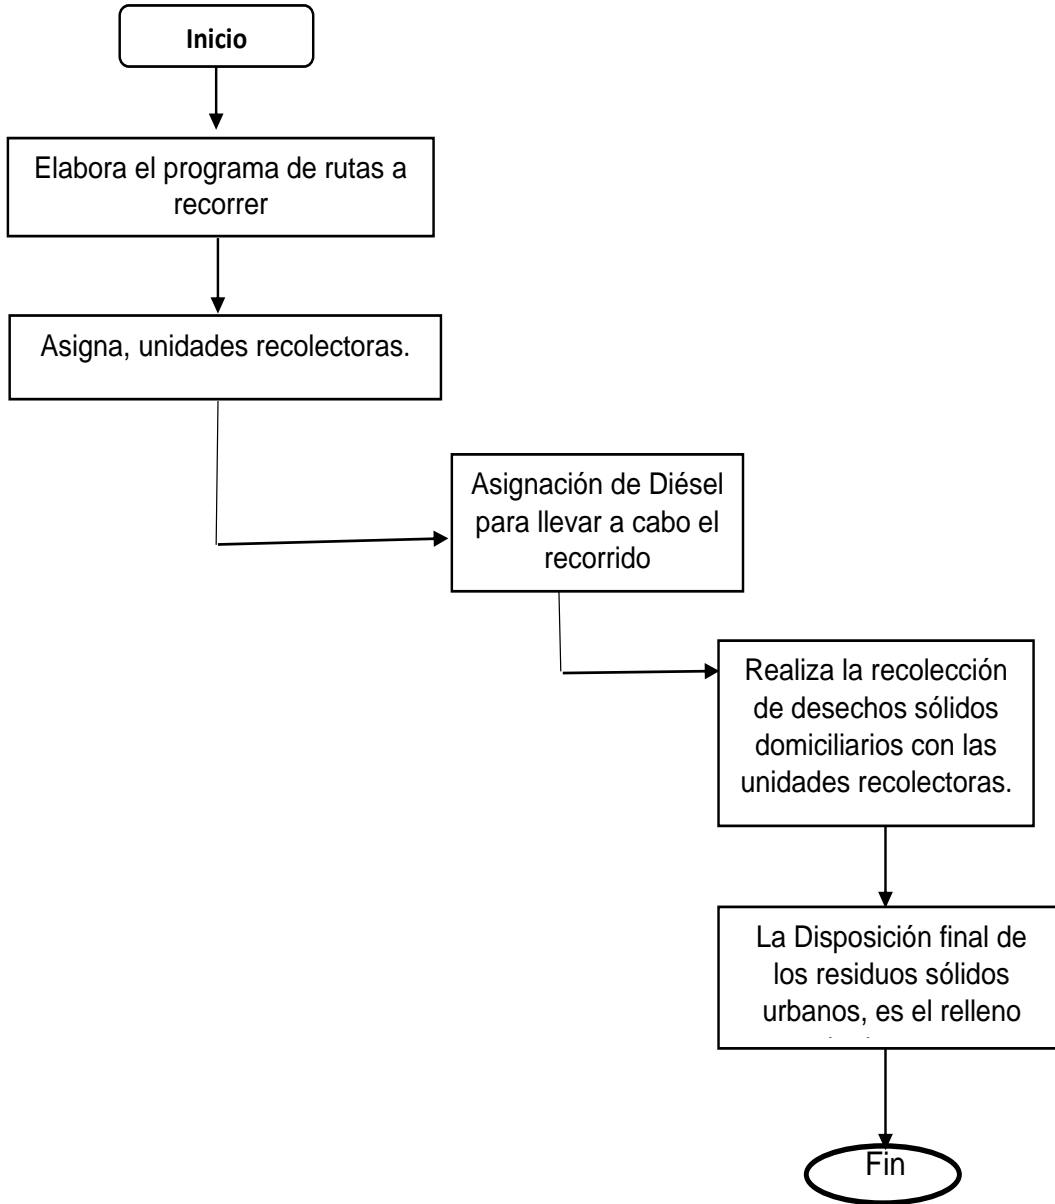 Inicio
Elabora el programa de rutas a
recorrer
Asigna, unidades recolectoras.
Asignación de Diésel
para llevar a cabo el
recorrido
Realiza la recolección
de desechos sólidos
domiciliarios con las
unidades recolectoras.
La Disposición final de
los residuos sólidos
urbanos, es el relleno
Fin